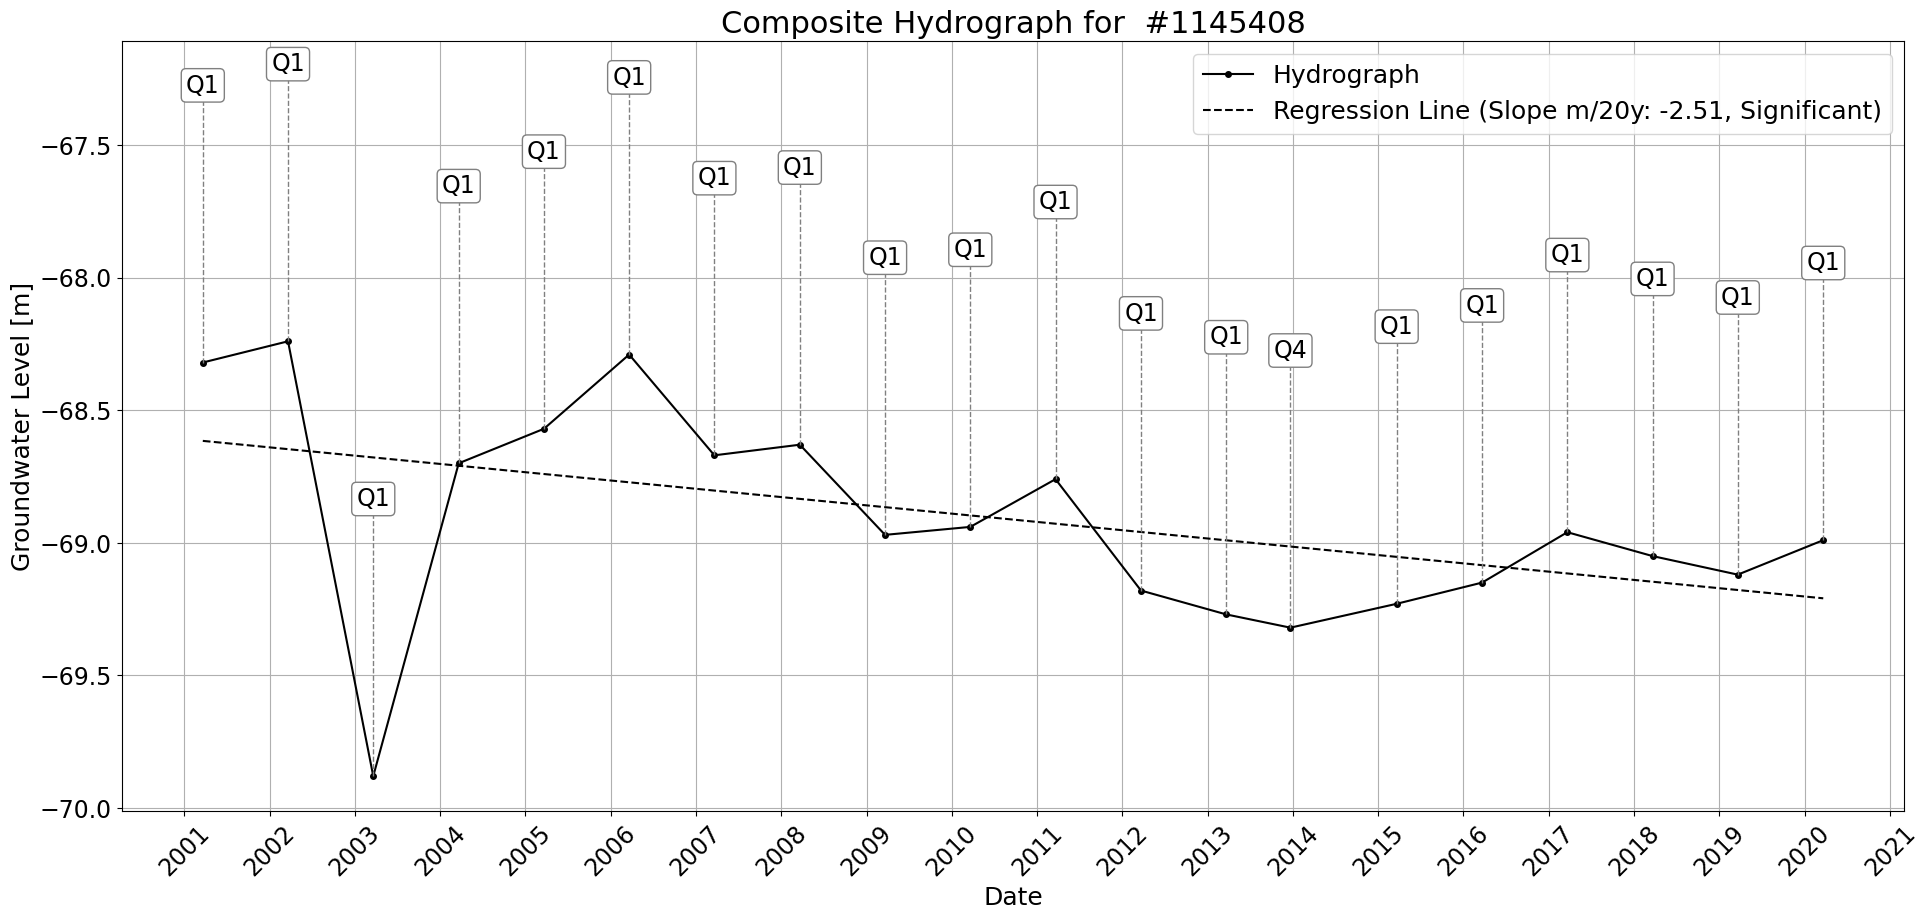 Composite Hydrograph for  #1145408
Hydrograph
Regression Line (Slope m/20y: -2.51, Significant)
Q1
Q1
Q1
Q1
Q1
Q1
Q1
Q1
Q1
Q1
Q1
Q1
Q1
Q4
Q1
Q1
Q1
Q1
Q1
Q1
Groundwater Level [m]
−67.5
−68.0
−68.5
−69.0
−69.5
−70.0
2001
2002
2003
2004
2005
2006
2007
2008
2009
2010
2011
2012
2013
2014
2015
2016
2017
2018
2019
2020
2021
Date